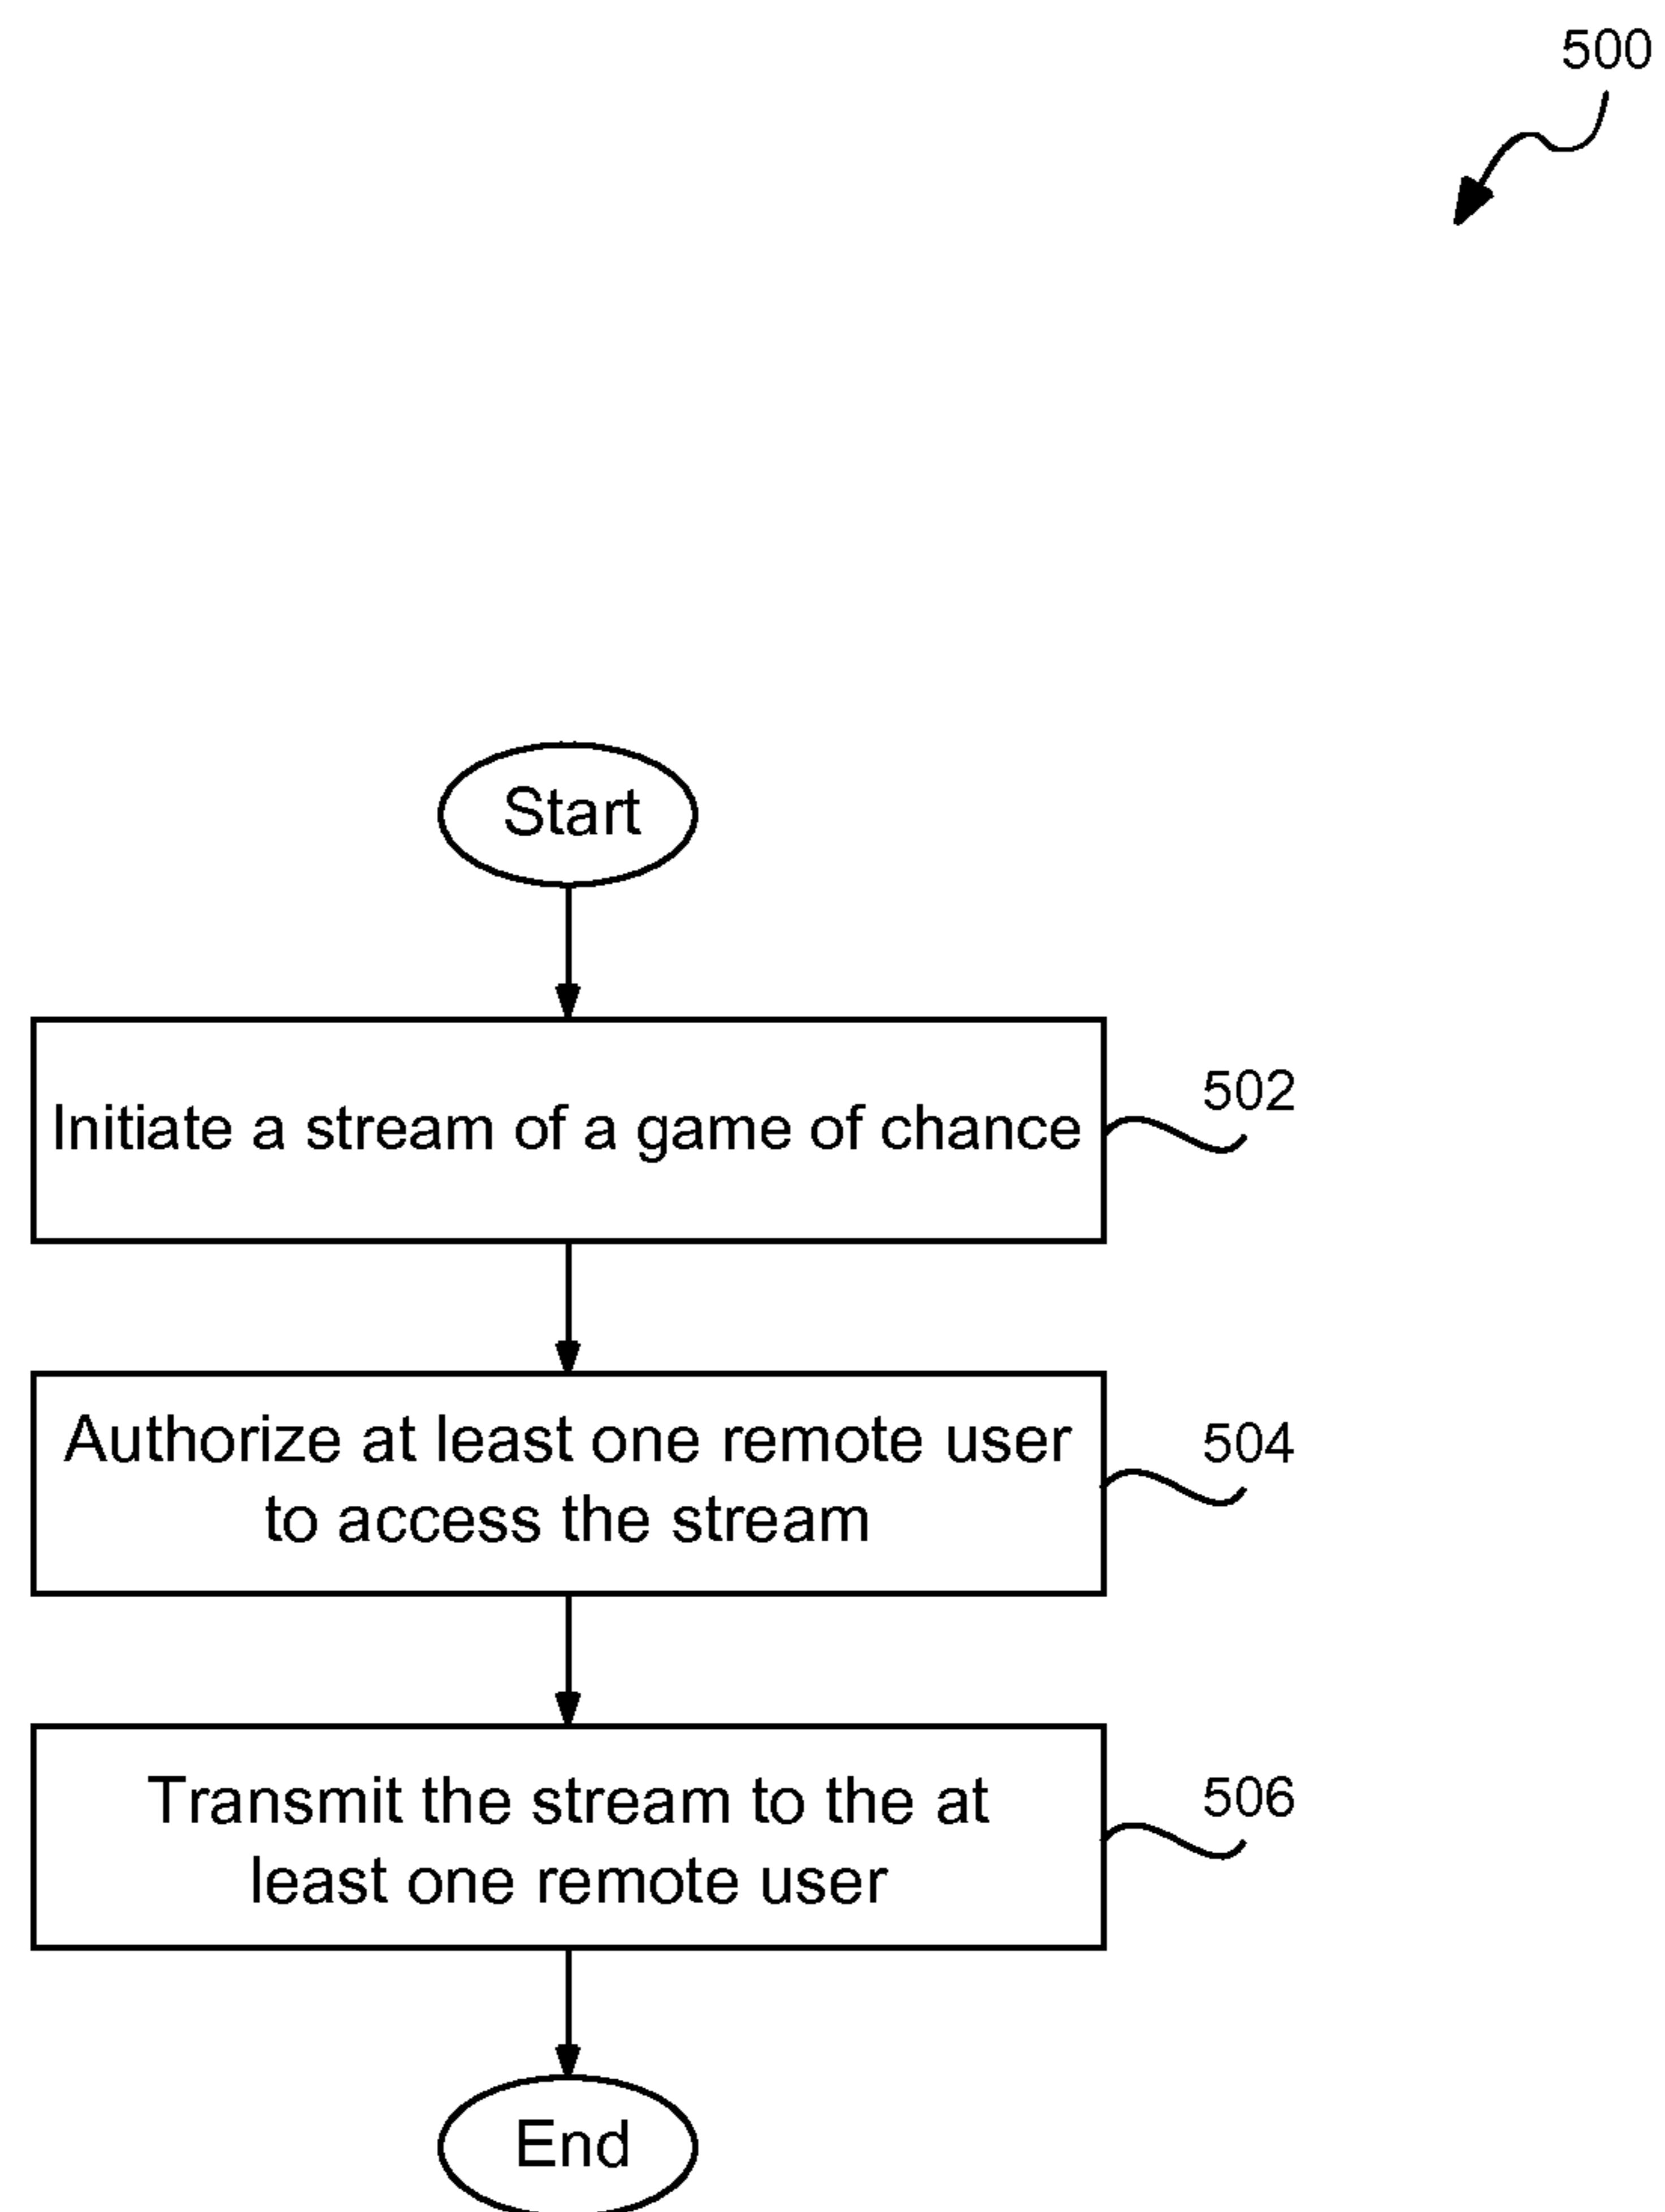 500
Start
Initiate a stream of a game of chance
502
Authorize at least one remote user
to access the stream
504
Transmit the stream to the at
least one remote user
506
End